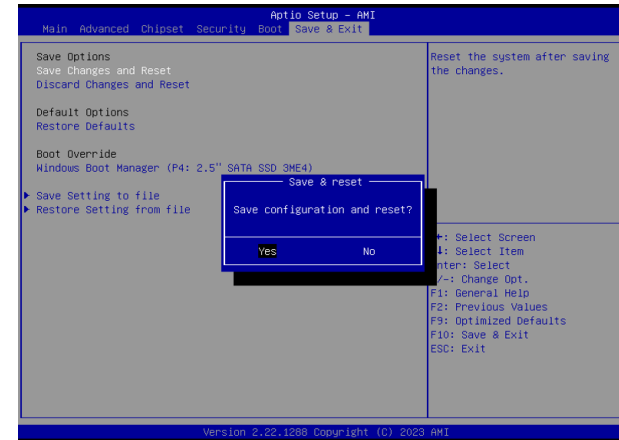 Aptio Setup – AMI
Main Advanced Chipset Security Boot Save & Exit
Save Options
Save Changes and Reset
Discard Changes and Reset
Default Options
Restore Defaults
Boot Override
Windows Boot Manager (P4: 2.5" SATA SSD 3ME4)
Save Setting to file
Restore Setting from file
Save & reset
Save configuration and reset?
Yes No
Reset the system after saving
the changes.
: Select Screen
: Select Item
nter: Select
/–: Change Opt.
F1: General Help
F2: Previous Values
F9: Optimized Defaults
F10: Save & Exit
ESC: Exit
Version 2.22.1288 Copyright (C) 2023 AMI